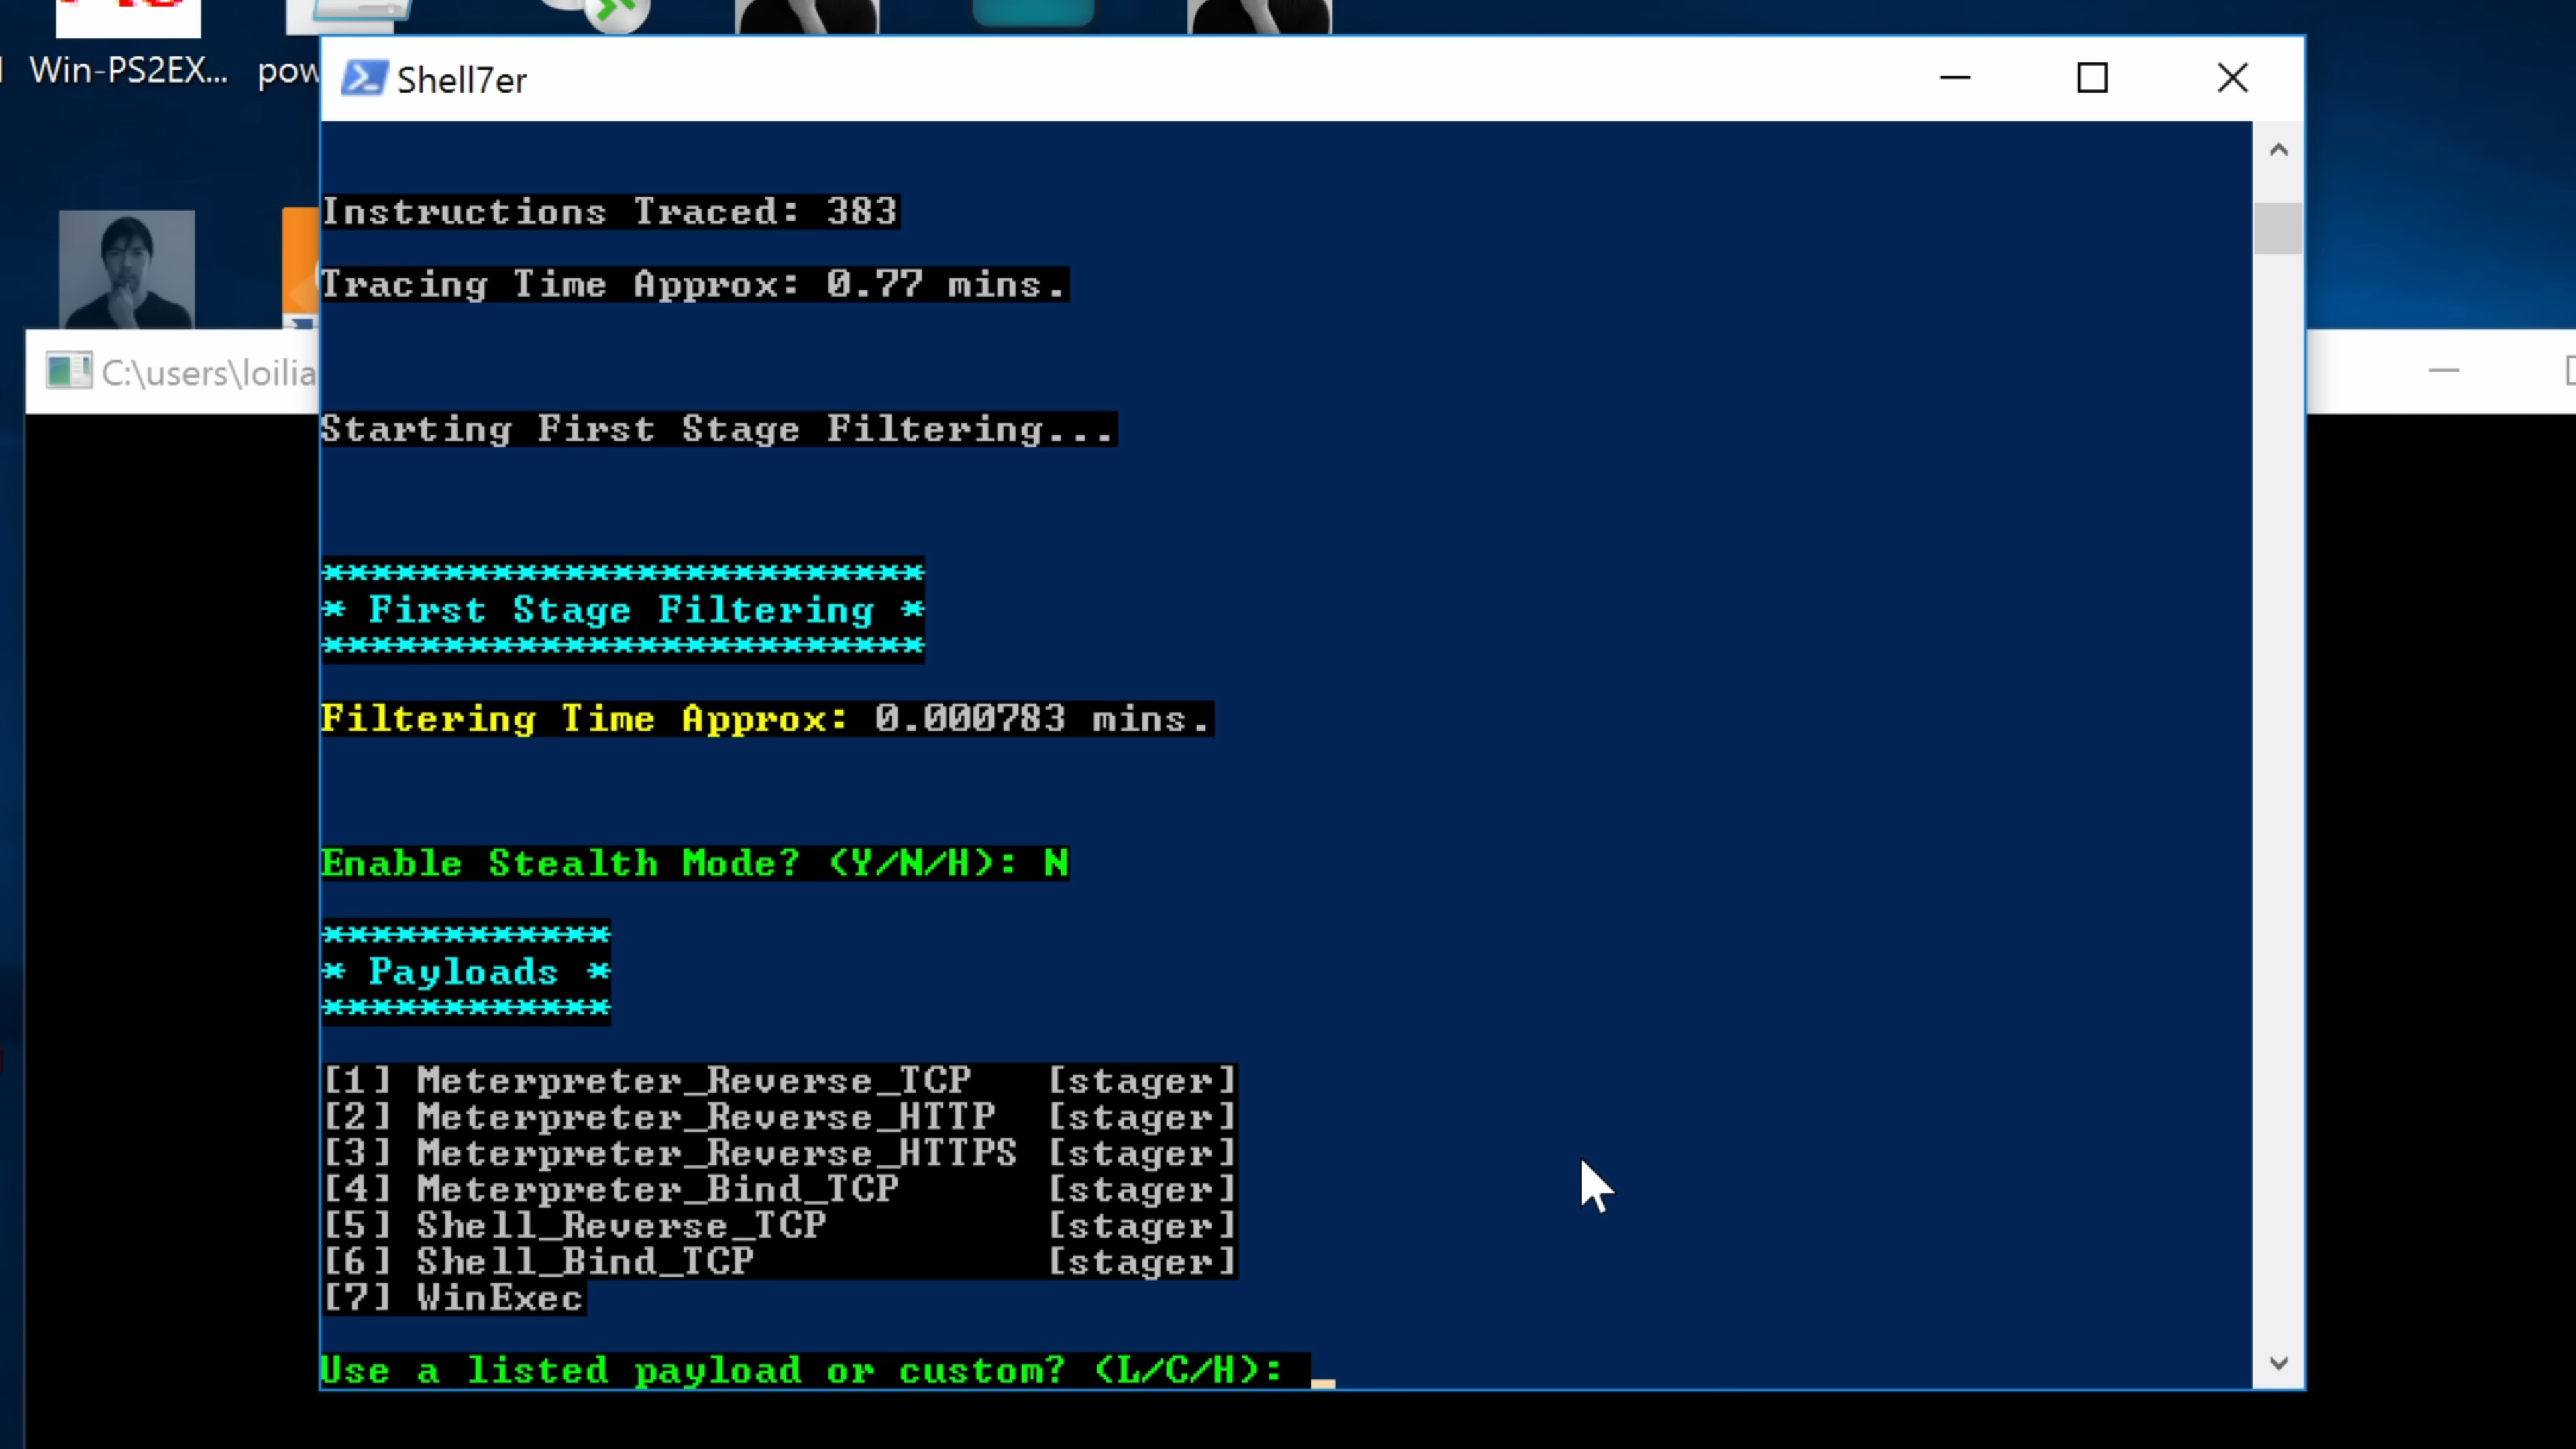 Win-PS2EX...
pow
Shell7er
Instructions Traced: 383
Tracing Time Approx: 0.77 mins.
C:\users\loilia
Starting First Stage Filtering...
*************************
* First Stage Filtering *
*************************
Filtering Time Approx: 0.000783 mins.
Enable Stealth Mode? (Y/N/H): N
************
* Payloads *
************
[1] Meterpreter_Reverse_TCP [stager]
[2] Meterpreter_Reverse_HTTP [stager]
[3] Meterpreter_Reverse_HTTPS [stager]
[4] Meterpreter_Bind_TCP [stager]
[5] Shell_Reverse_TCP [stager]
[6] Shell_Bind_TCP [stager]
[7] WinExec
Use a listed payload or custom? (L/C/H): _